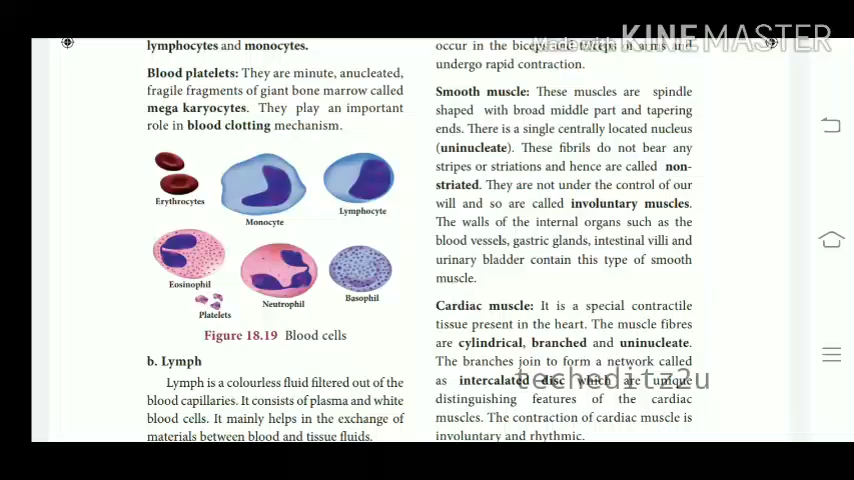 lymphocytes and monocytes.
Blood platelets: They are minute, anucleated,
fragile fragments of giant bone marrow called
mega karyocytes. They play an important
role in blood clotting mechanism.
Erythrocytes
Monocyte
Lymphocyte
Eosinophil
Platelets
Neutrophil
Basophil
Figure 18.19 Blood cells
b. Lymph
Lymph is a colourless fluid filtered out of the
blood capillaries. It consists of plasma and white
blood cells. It mainly helps in the exchange of
materials between blood and tissue fluids.
occur in the biceps and triceps of arms and
undergo rapid contraction.
Smooth muscle: These muscles are spindle
shaped with broad middle part and tapering
ends. There is a single centrally located nucleus
(uninucleate). These fibrils do not bear any
stripes or striations and hence are called non-
striated. They are not under the control of our
will and so are called involuntary muscles.
The walls of the internal organs such as the
blood vessels, gastric glands, intestinal villi and
urinary bladder contain this type of smooth
muscle.
Cardiac muscle: It is a special contractile
tissue present in the heart. The muscle fibres
are cylindrical, branched and uninucleate.
The branches join to form a network called
as intercalated disc which are unique
distinguishing features of the cardiac
muscles. The contraction of cardiac muscle is
involuntary and rhythmic.
Made with KINEMASTER
techeditz2u